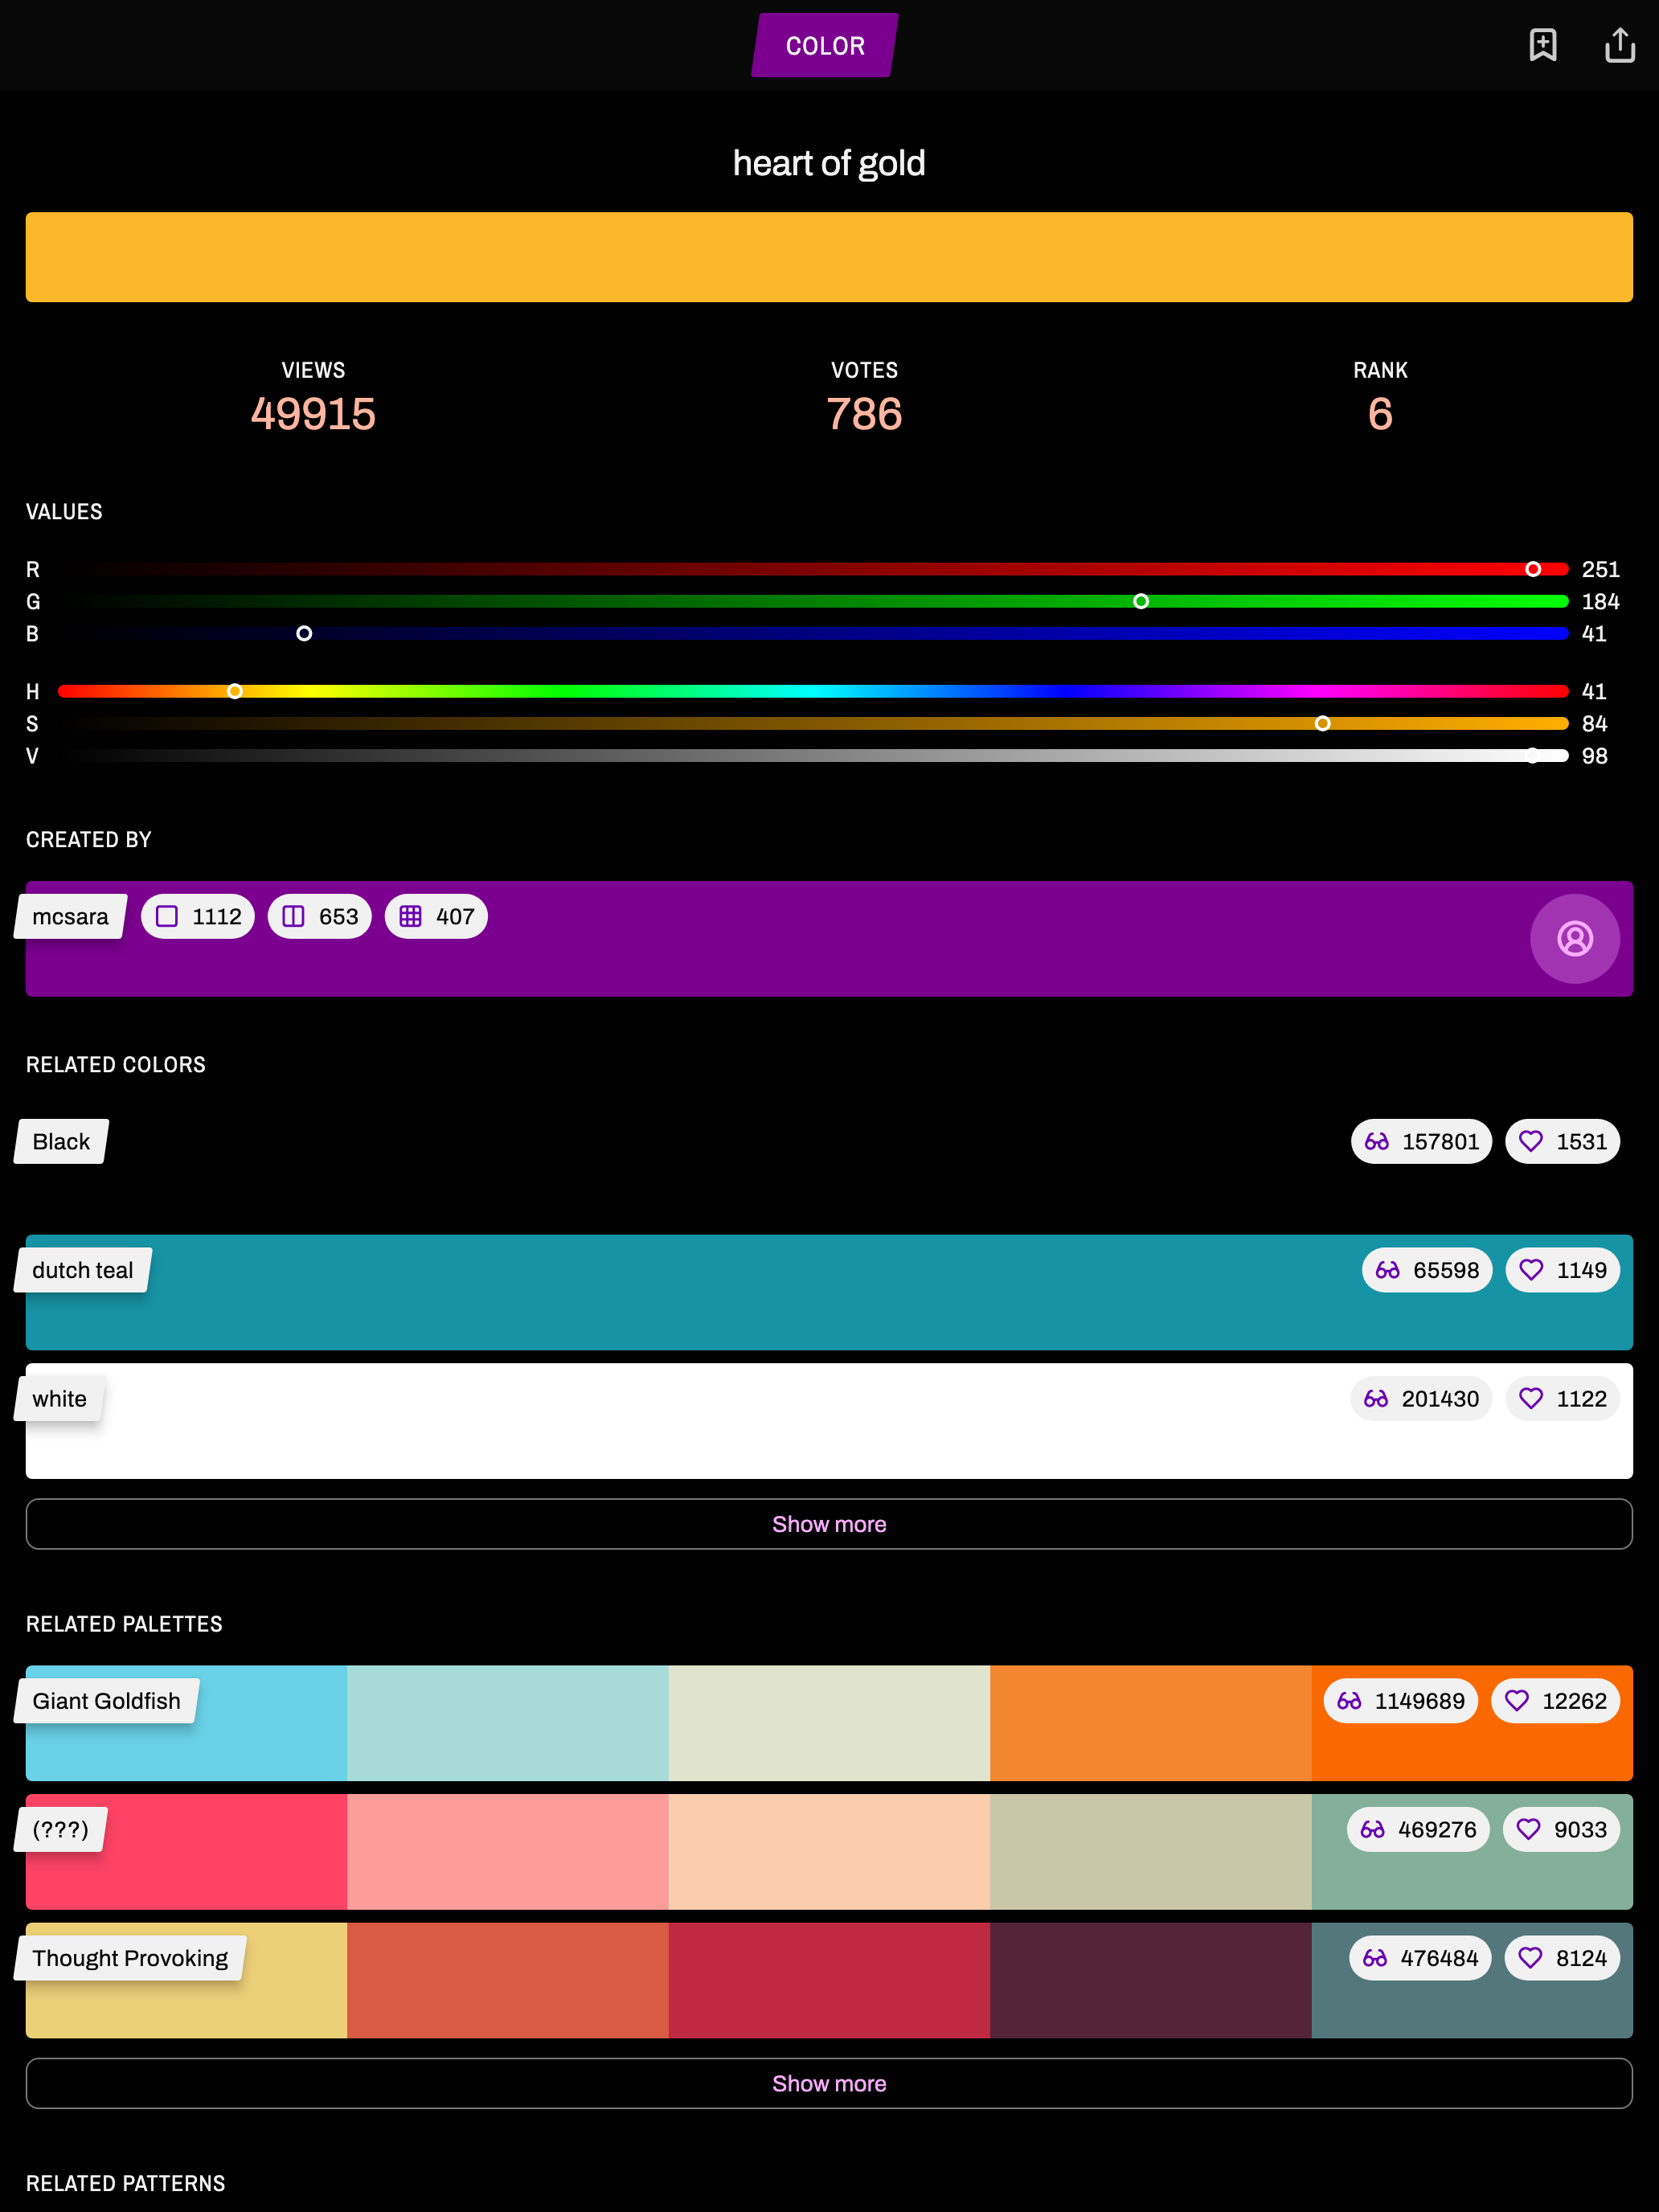 COLOR
heart of gold
VIEWS VOTES RANK
49915 786 6
VALUES
R 251
G 184
B 41
H 41
S 84
V 98
CREATED BY
mcsara 1112 653 407
RELATED COLORS
Black 157801 1531
dutch teal 65598 1149
white 201430 1122
Show more
RELATED PALETTES
Giant Goldfish 1149689 12262
(???) 469276 9033
Thought Provoking 476484 8124
Show more
RELATED PATTERNS